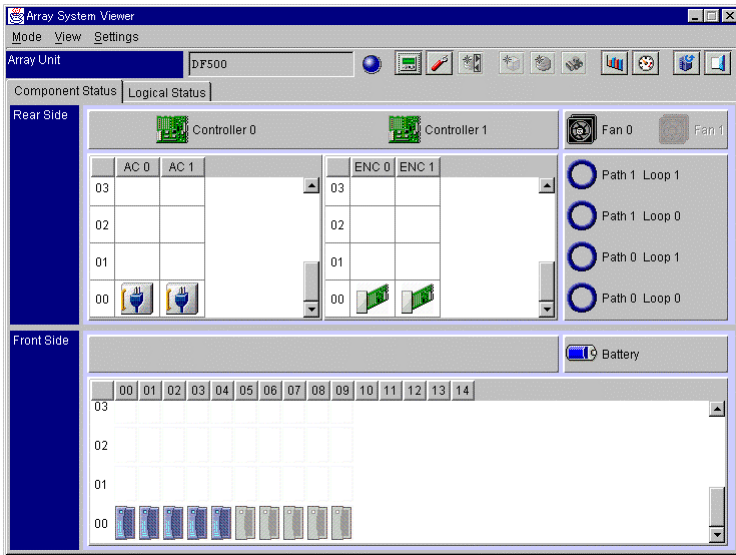 Array System Viewer
Mode View Settings
Array Unit DF500
Component Status Logical Status
Rear Side
Controller 0 Controller 1 Fan 0 Fan 1
AC 0 AC 1 ENC 0 ENC 1
Path 1 Loop 1
03 03
Path 1 Loop 0
02 02
Path 0 Loop 1
01 01
Path 0 Loop 0
00 00
Front Side
Battery
00 01 02 03 04 05 06 07 08 09 10 11 12 13 14
03
02
01
00